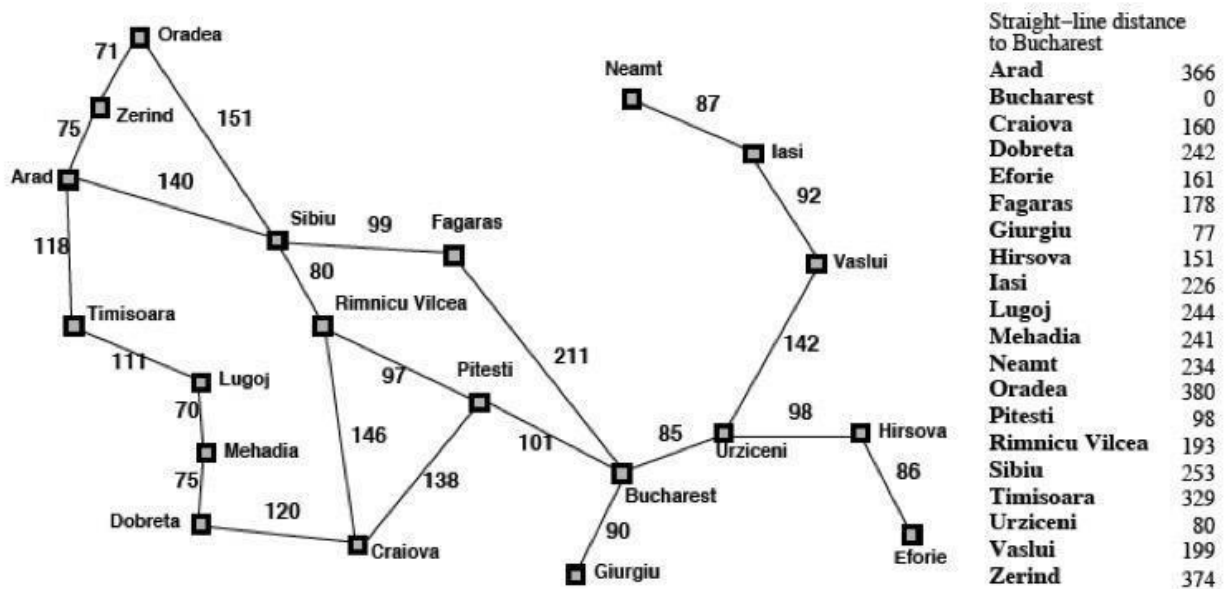 Oradea
71
Neamt
87
Zerind
151
75
Iasi
Arad
140
92
Sibiu
99
Fagaras
118
80
Vaslui
Rimnicu Vilcea
Timisoara
211
142
111
Pitesti
Lugoj
97
70
98
Hirsova
146
101
85
Urziceni
Mehadia
138
86
75
Bucharest
120
Dobreta
90
Craiova
Eforie
Giurgiu
Straight–line distance
to Bucharest
Arad 366
Bucharest 0
Craiova 160
Dobreta 242
Eforie 161
Fagaras 178
Giurgiu 77
Hirsova 151
Iasi 226
Lugoj 244
Mehadia 241
Neamt 234
Oradea 380
Pitesti 98
Rimnicu Vilcea 193
Sibiu 253
Timisoara 329
Urziceni 80
Vaslui 199
Zerind 374